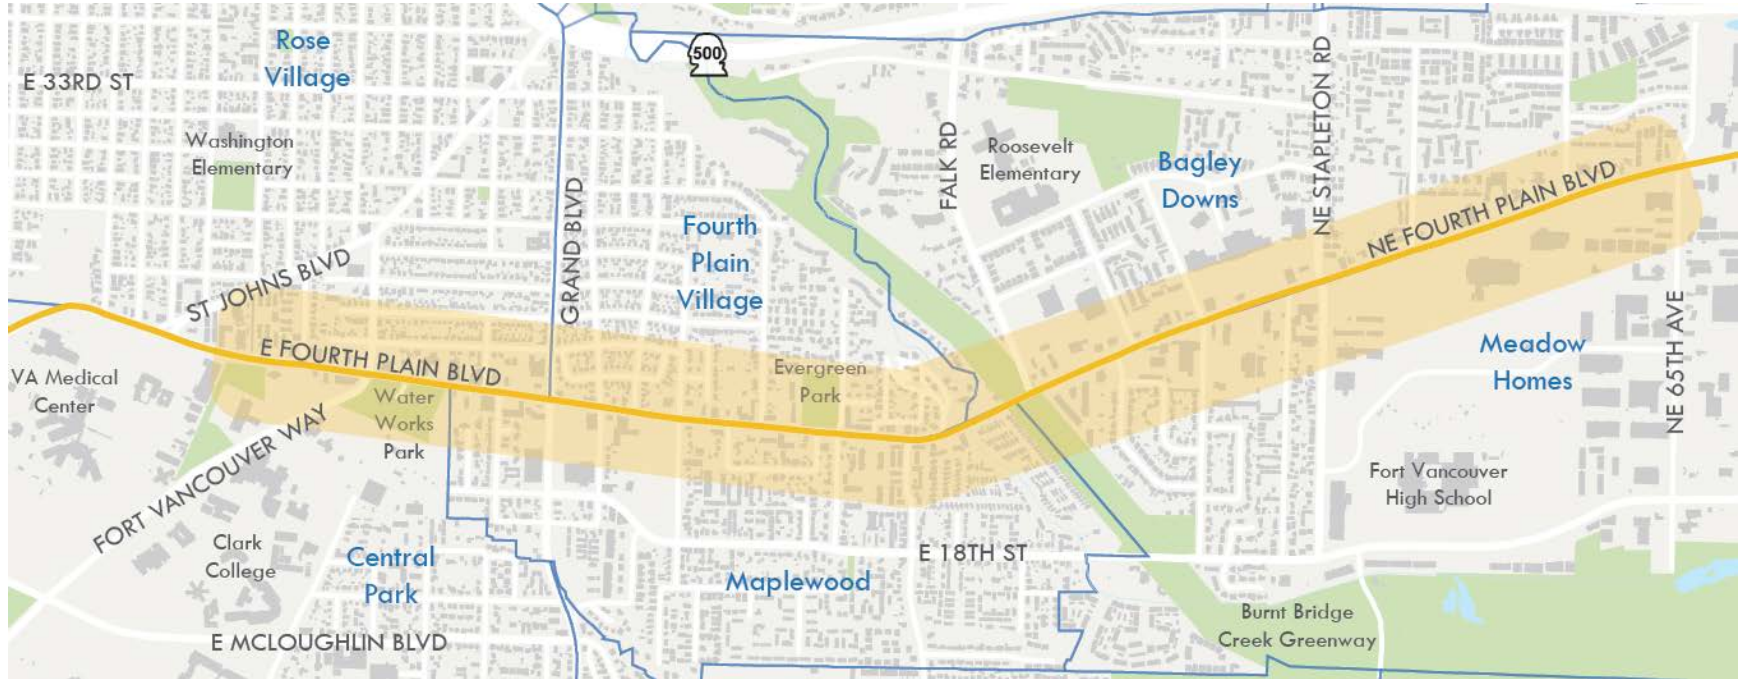 500
Rose
Village
E 33RD ST
Washington
Elementary
FALK RD
Roosevelt
Elementary
Bagley
Downs
NE STAPLETON RD
NE FOURTH PLAIN BLVD
GRAND BLVD
Fourth
Plain
Village
ST JOHNS BLVD
E FOURTH PLAIN BLVD
VA Medical
Center
Water
Works
Park
Evergreen
Park
Meadow
Homes
NE 65TH AVE
FORT VANCOUVER WAY
Fort Vancouver
High School
Clark
College
Central
Park
Maplewood
E 18TH ST
E MCLOUGHLIN BLVD
Burnt Bridge
Creek Greenway